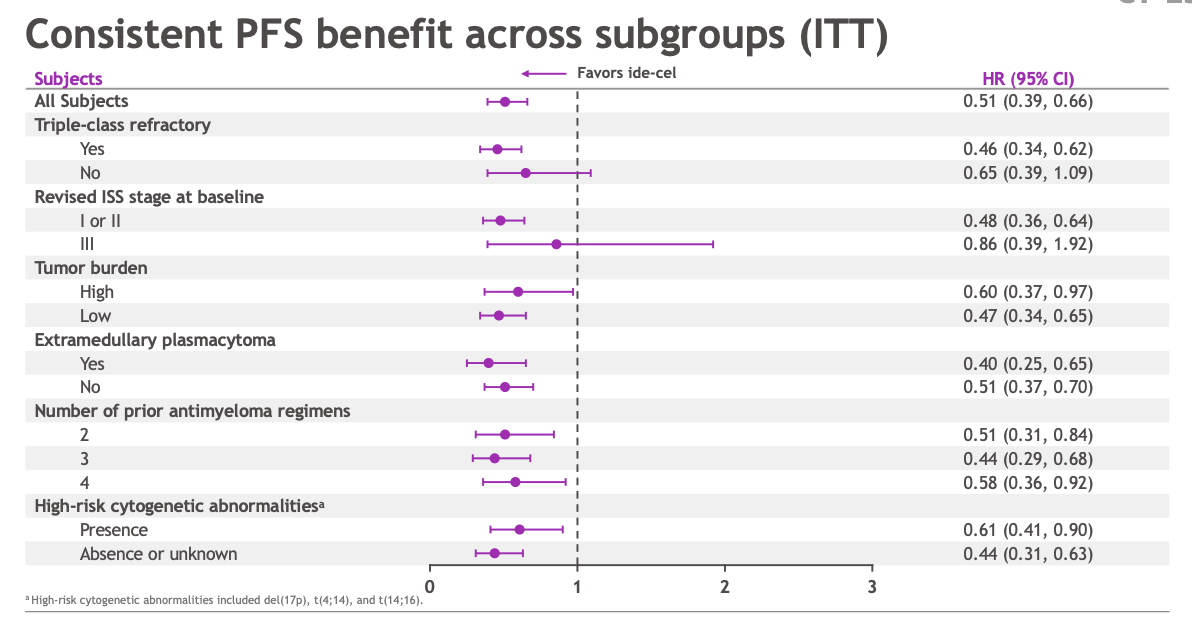 Consistent PFS benefit across subgroups (ITT)
Favors ide-cel
Subjects HR (95% CI)
All Subjects 0.51 (0.39, 0.66)
Triple-class refractory
Yes 0.46 (0.34, 0.62)
No 0.65 (0.39, 1.09)
Revised ISS stage at baseline
I or II 0.48 (0.36, 0.64)
III 0.86 (0.39, 1.92)
Tumor burden
High 0.60 (0.37, 0.97)
Low 0.47 (0.34, 0.65)
Extramedullary plasmacytoma
Yes 0.40 (0.25, 0.65)
No 0.51 (0.37, 0.70)
Number of prior antimyeloma regimens
2 0.51 (0.31, 0.84)
3 0.44 (0.29, 0.68)
4 0.58 (0.36, 0.92)
High-risk cytogenetic abnormalitiesᵃ
Presence 0.61 (0.41, 0.90)
Absence or unknown 0.44 (0.31, 0.63)
0 1 2 3
ᵃ High-risk cytogenetic abnormalities included del(17p), t(4;14), and t(14;16).